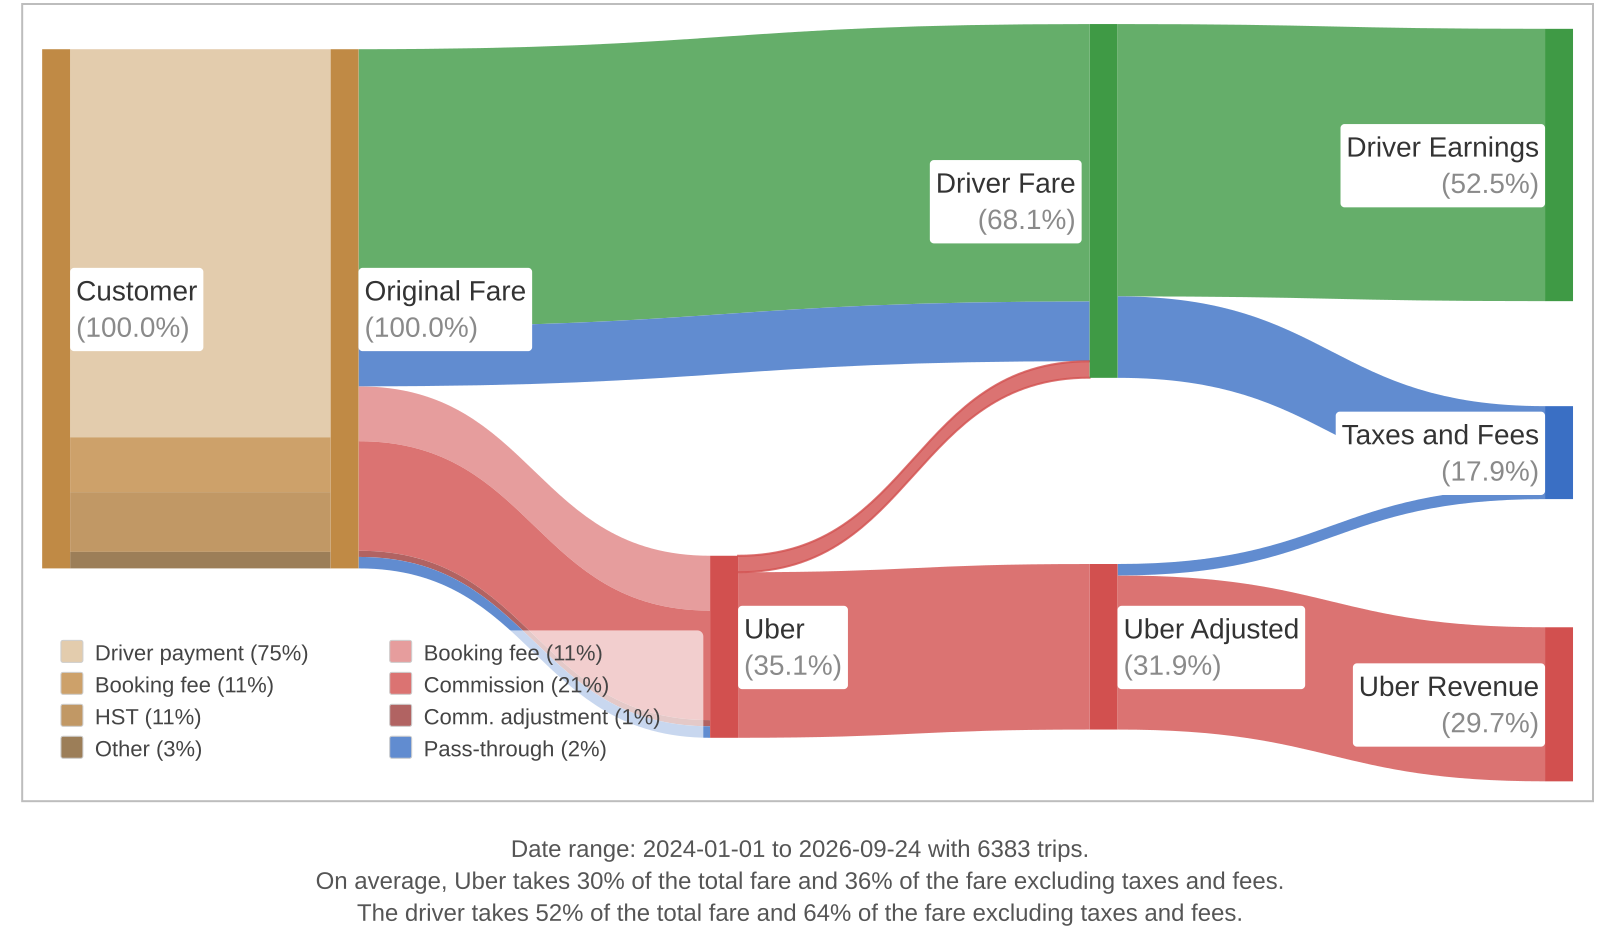 Customer
(100.0%)
Original Fare
(100.0%)
Driver Fare
(68.1%)
Driver Earnings
(52.5%)
Taxes and Fees
(17.9%)
Uber
(35.1%)
Uber Adjusted
(31.9%)
Uber Revenue
(29.7%)
Driver payment (75%)
Booking fee (11%)
HST (11%)
Other (3%)
Booking fee (11%)
Commission (21%)
Comm. adjustment (1%)
Pass-through (2%)
Date range: 2024-01-01 to 2026-09-24 with 6383 trips.
On average, Uber takes 30% of the total fare and 36% of the fare excluding taxes and fees.
The driver takes 52% of the total fare and 64% of the fare excluding taxes and fees.